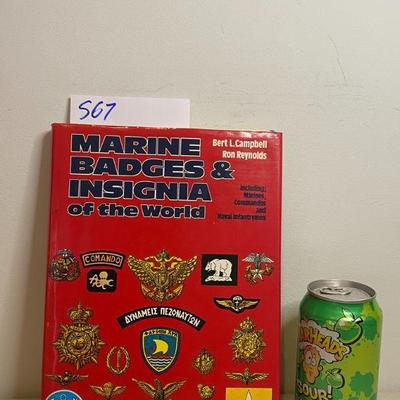 S67
MARINE
BADGES &
INSIGNIA
of the World
Bert L. Campbell
Ron Reynolds
including:
Marines,
Commandos
and
Naval Infantrymen
COMANDO
ΔΥΝΑΜΕΙΣ ΠΕΖΟΝΑΥΤΩΝ
SOUR!